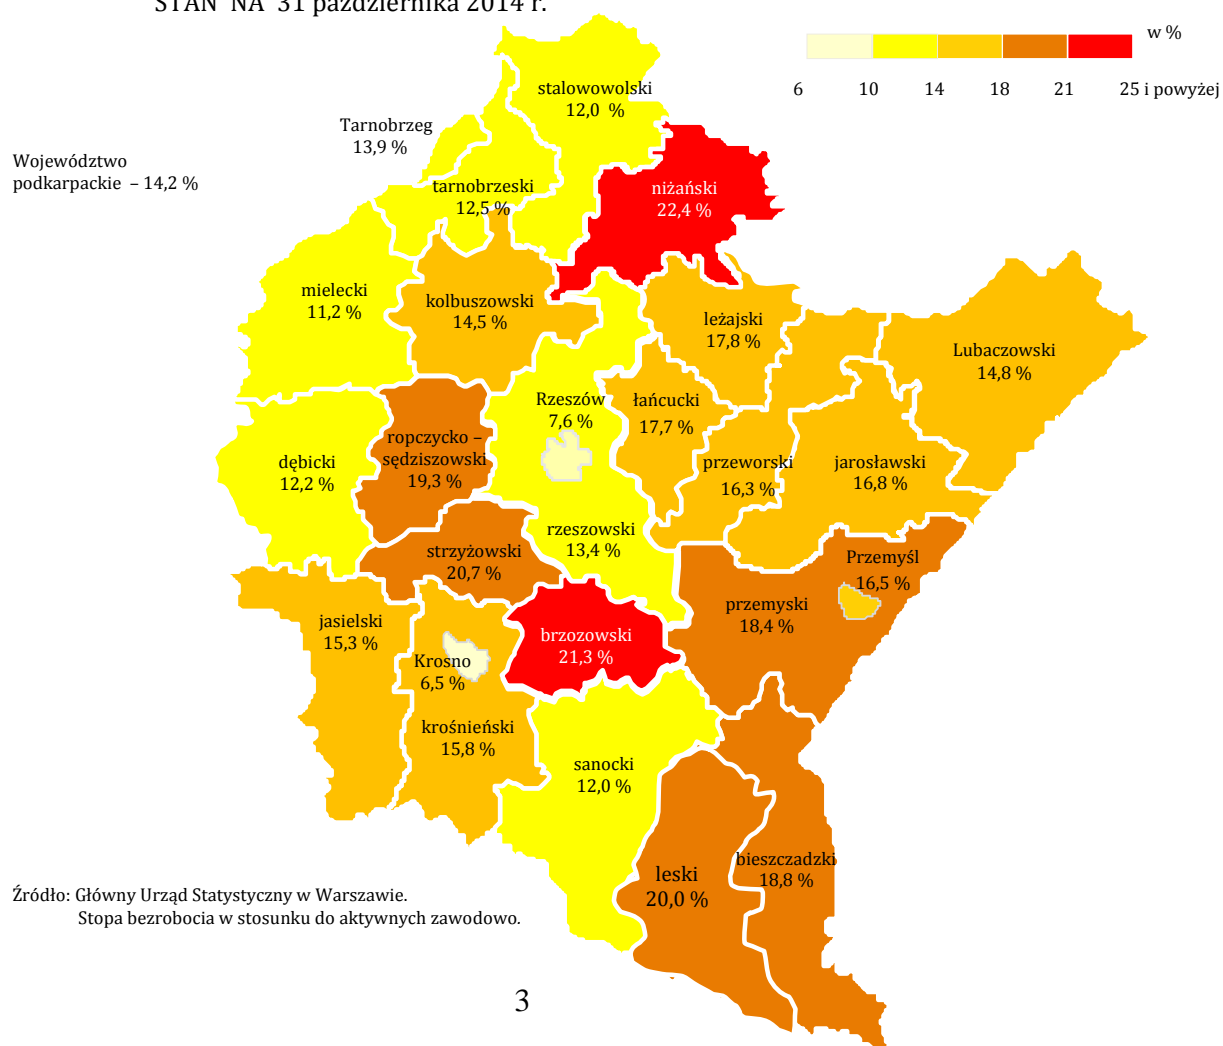 STAN NA 31 października 2014 r.
w %
6 10 14 18 21 25 i powyżej
stalowowolski
12,0 %
Tarnobrzeg
13,9 %
Województwo
podkarpackie – 14,2 %
tarnobrzeski
12,5 %
niżański
22,4 %
mielecki
11,2 %
kolbuszowski
14,5 %
leżajski
17,8 %
Lubaczowski
14,8 %
Rzeszów
7,6 %
łańcucki
17,7 %
ropczycko –
sędziszowski
19,3 %
dębicki
12,2 %
przeworski
16,3 %
jarosławski
16,8 %
rzeszowski
13,4 %
strzyżowski
20,7 %
Przemyśl
16,5 %
przemyski
18,4 %
jasielski
15,3 %
brzozowski
21,3 %
Krosno
6,5 %
krośnieński
15,8 %
sanocki
12,0 %
leski
20,0 %
bieszczadzki
18,8 %
Źródło: Główny Urząd Statystyczny w Warszawie.
Stopa bezrobocia w stosunku do aktywnych zawodowo.
3